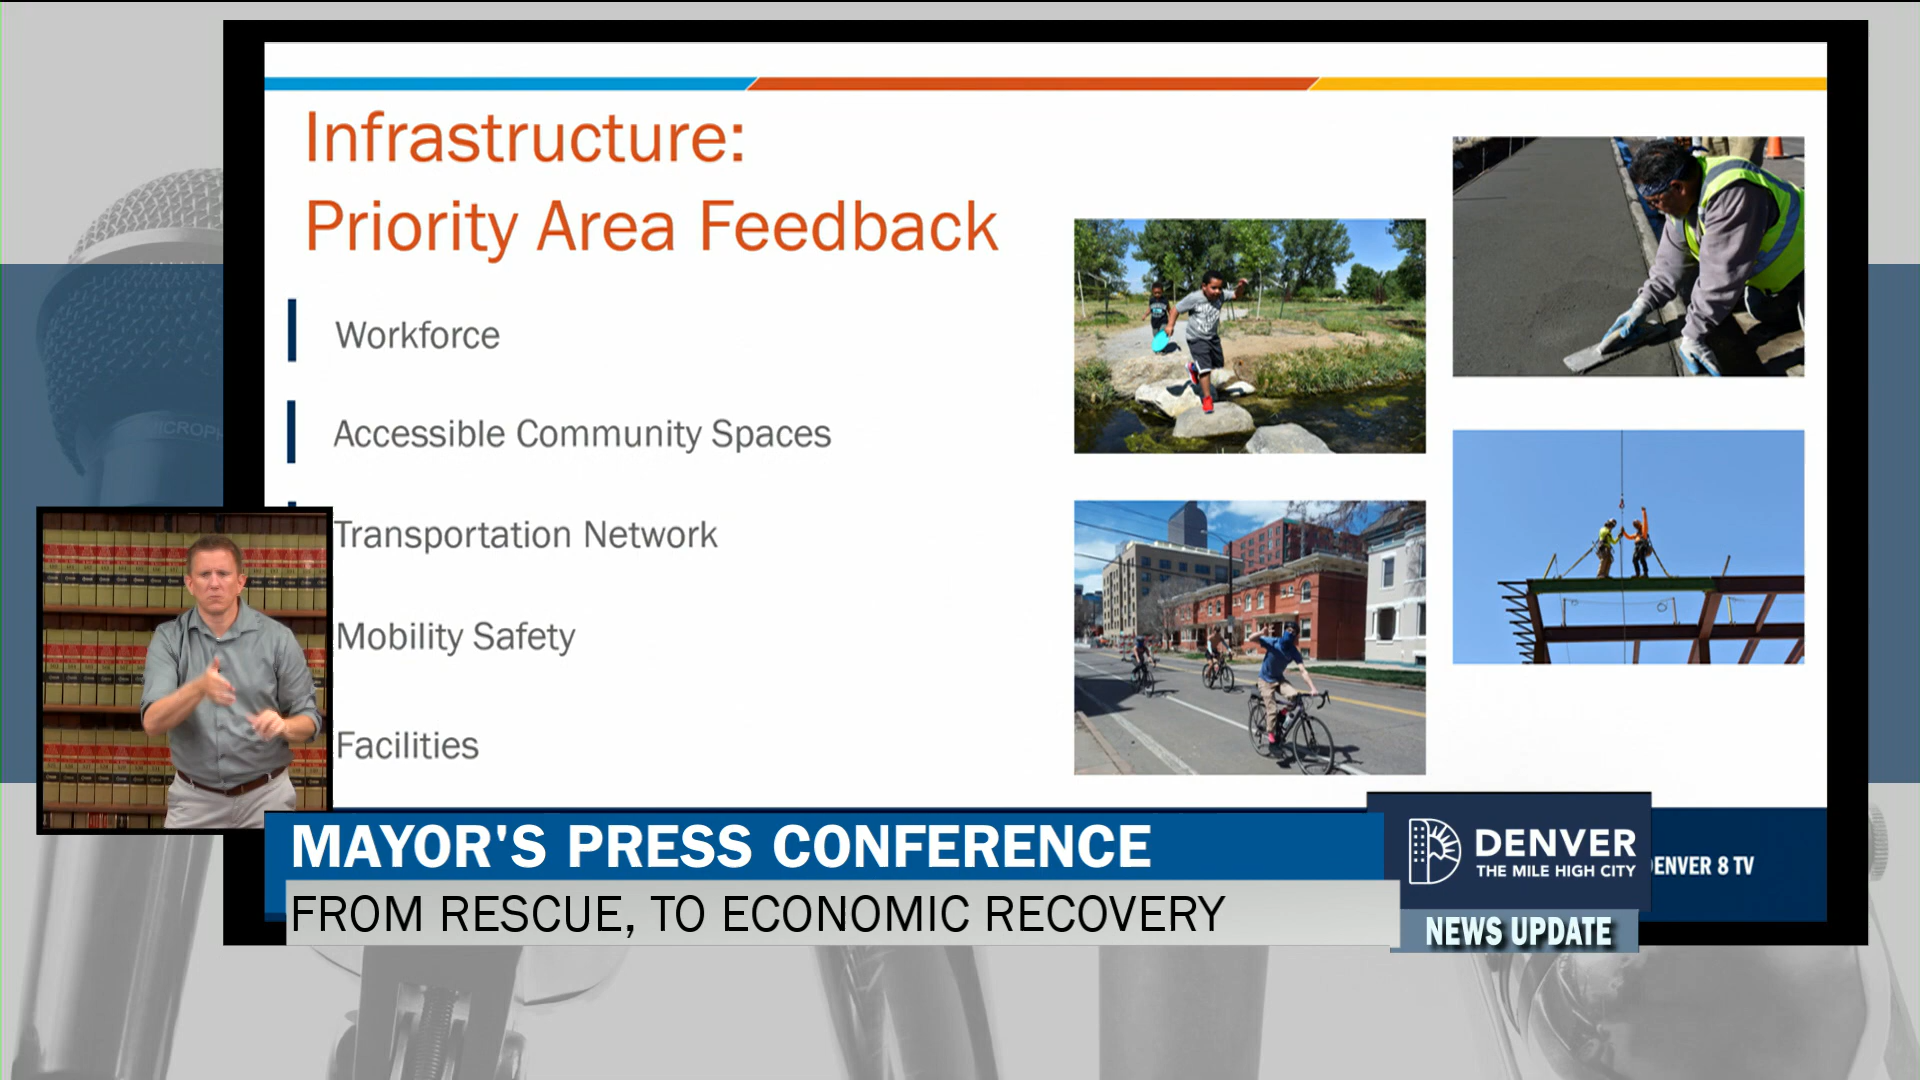 Infrastructure:
Priority Area Feedback
Workforce
Accessible Community Spaces
Transportation Network
Mobility Safety
Facilities
MAYOR'S PRESS CONFERENCE
FROM RESCUE, TO ECONOMIC RECOVERY
DENVER
THE MILE HIGH CITY
DENVER 8 TV
NEWS UPDATE